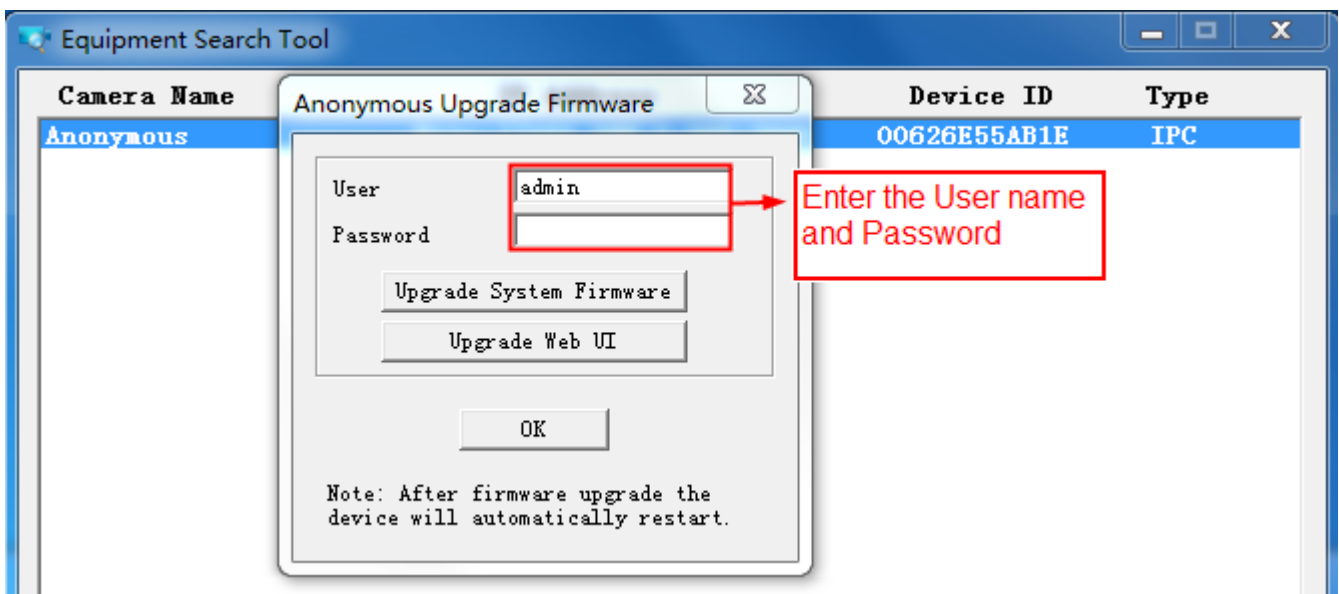 Equipment Search Tool
Camera Name
Device ID
Type
Anonymous
00626E55AB1E
IPC
Anonymous Upgrade Firmware
User
admin
Password
Enter the User name
and Password
Upgrade System Firmware
Upgrade Web UI
OK
Note: After firmware upgrade the
device will automatically restart.